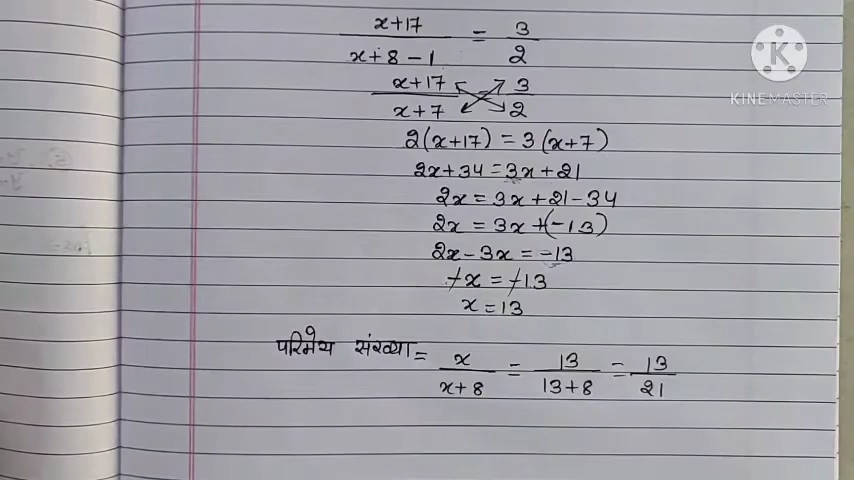 x+17 / x+8-1 = 3/2
K
KINEMASTER
x+17 / x+7 = 3/2
2(x+17) = 3(x+7)
2x+34 = 3x+21
2x = 3x+21-34
2x = 3x+(-13)
2x-3x = -13
-x = -13
x = 13
परिमेय संख्या = x / x+8 = 13 / 13+8 = 13/21